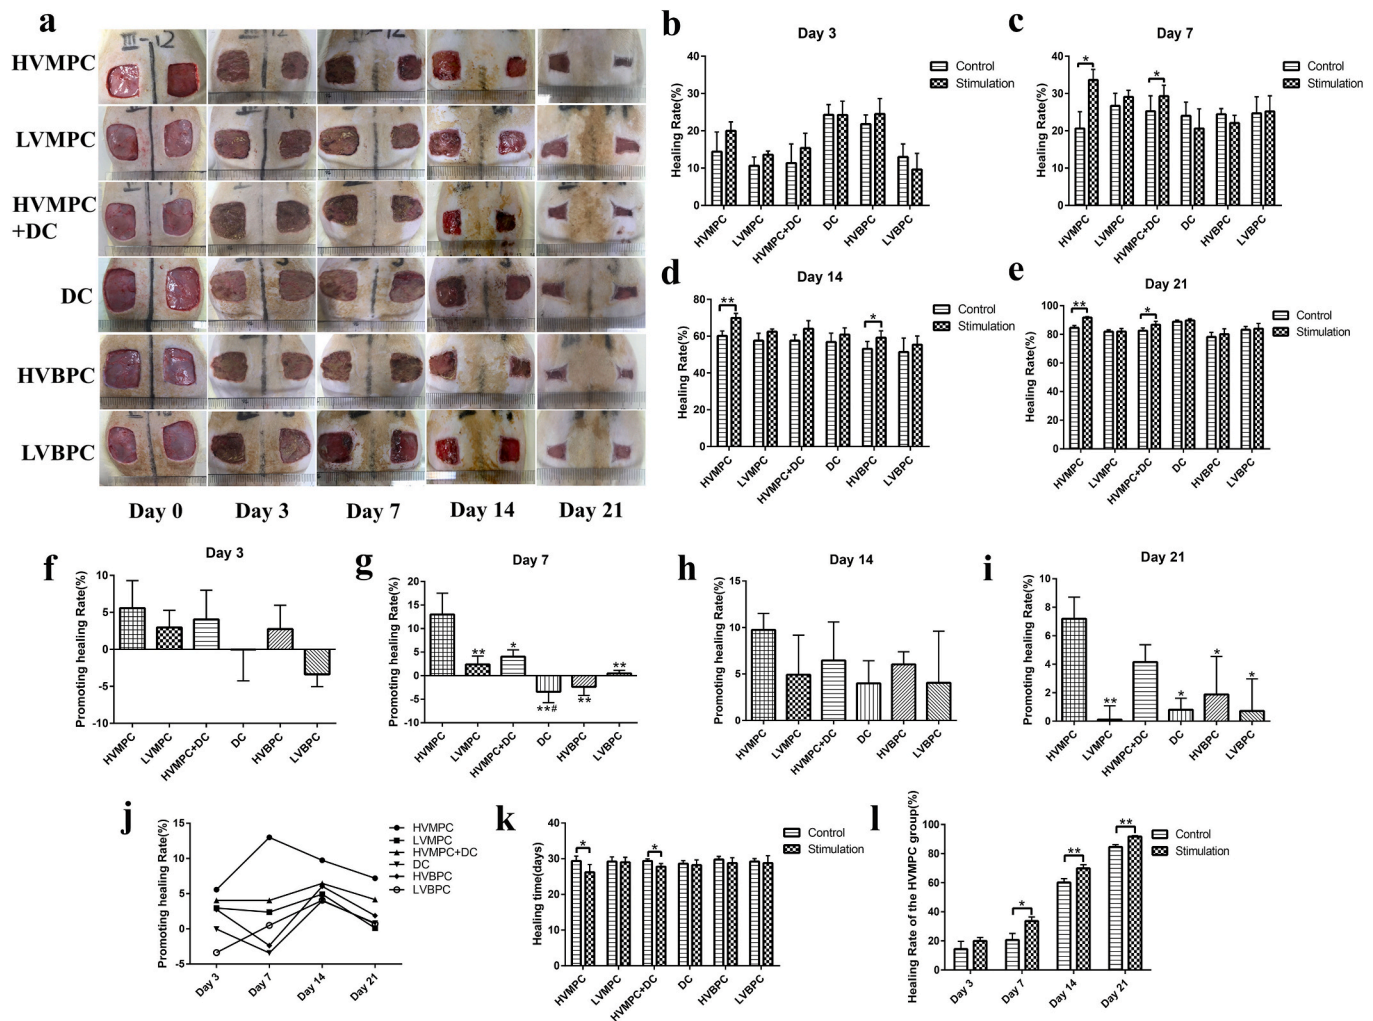 a
HVMPC
LVMPC
HVMPC
+DC
DC
HVBPC
LVBPC
III-12
III-12
III-12
III-12
Day 0
Day 3
Day 7
Day 14
Day 21
b
Day 3
Healing Rate(%)
40
30
20
10
0
Control
Stimulation
HVMPC
LVMPC
HVMPC+DC
DC
HVBPC
LVBPC
c
Day 7
Healing Rate(%)
40
30
20
10
0
*
*
Control
Stimulation
HVMPC
LVMPC
HVMPC+DC
DC
HVBPC
LVBPC
d
Day 14
Healing Rate(%)
80
60
40
20
0
**
*
Control
Stimulation
HVMPC
LVMPC
HVMPC+DC
DC
HVBPC
LVBPC
e
Day 21
Healing Rate(%)
100
80
60
40
20
0
**
*
Control
Stimulation
HVMPC
LVMPC
HVMPC+DC
DC
HVBPC
LVBPC
f
Day 3
Promoting healing Rate(%)
10
5
0
-5
-10
HVMPC
LVMPC
HVMPC+DC
DC
HVBPC
LVBPC
g
Day 7
Promoting healing Rate(%)
20
15
10
5
0
-5
-10
**
*
**#
**
**
HVMPC
LVMPC
HVMPC+DC
DC
HVBPC
LVBPC
h
Day 14
Promoting healing Rate(%)
15
10
5
0
HVMPC
LVMPC
HVMPC+DC
DC
HVBPC
LVBPC
i
Day 21
Promoting healing Rate(%)
10
8
6
4
2
0
**
*
*
*
HVMPC
LVMPC
HVMPC+DC
DC
HVBPC
LVBPC
j
Promoting healing Rate(%)
15
10
5
0
-5
Day 3
Day 7
Day 14
Day 21
HVMPC
LVMPC
HVMPC+DC
DC
HVBPC
LVBPC
k
Healing time(days)
40
30
20
10
0
*
*
Control
Stimulation
HVMPC
LVMPC
HVMPC+DC
DC
HVBPC
LVBPC
l
Healing Rate of the HVMPC group(%)
100
80
60
40
20
0
*
**
**
Control
Stimulation
Day 3
Day 7
Day 14
Day 21